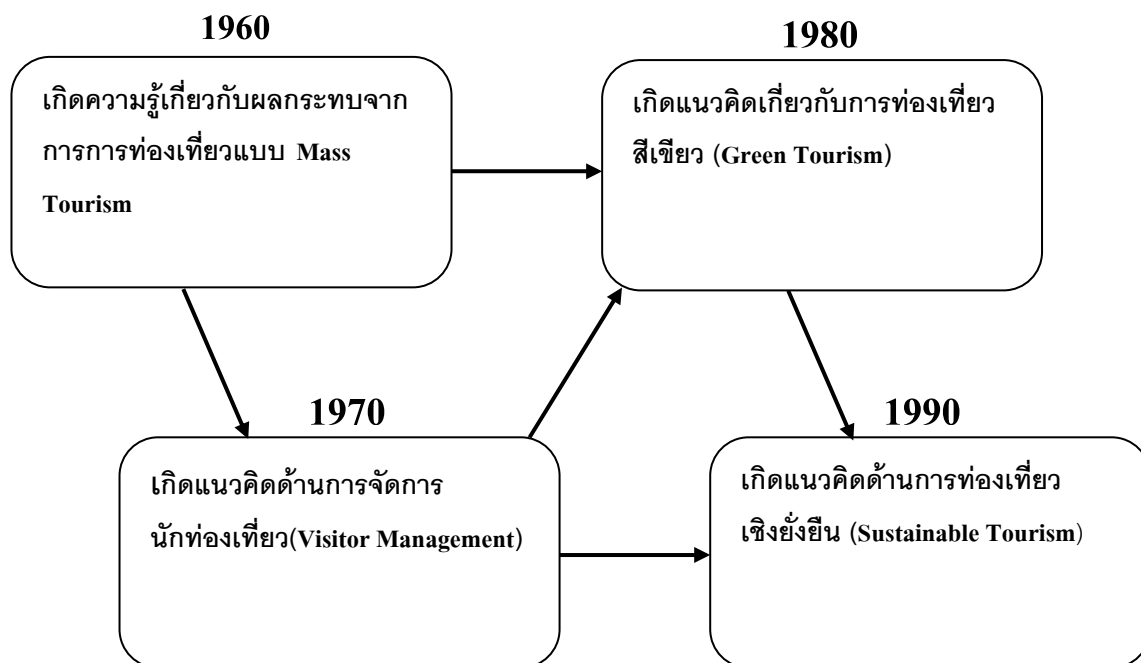 1960
เกิดความรู้เกี่ยวกับผลกระทบจาก
การการท่องเที่ยวแบบ Mass
Tourism
1980
เกิดแนวคิดเกี่ยวกับการท่องเที่ยว
สีเขียว (Green Tourism)
1970
เกิดแนวคิดด้านการจัดการ
นักท่องเที่ยว(Visitor Management)
1990
เกิดแนวคิดด้านการท่องเที่ยว
เชิงยั่งยืน (Sustainable Tourism)